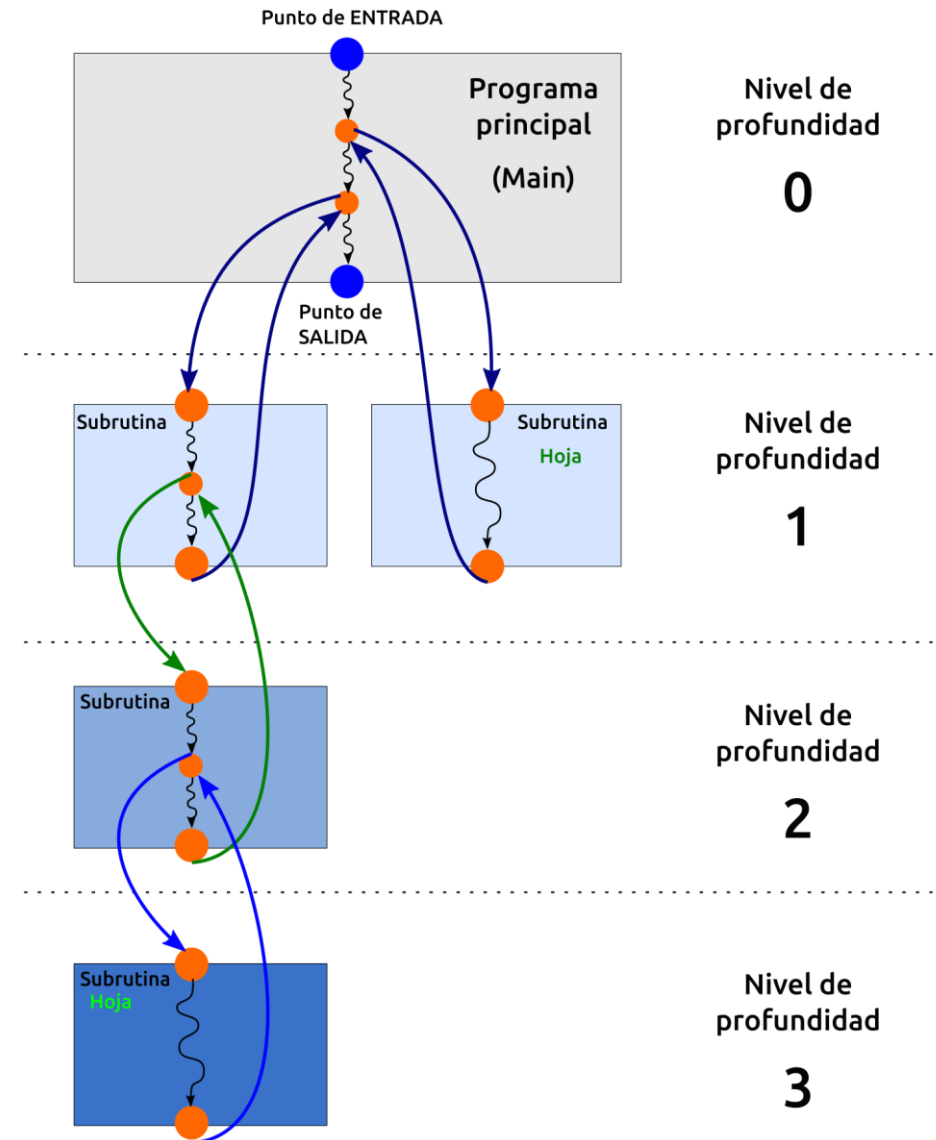 Punto de ENTRADA
Programa
principal
(Main)
Nivel de
profundidad
0
Punto de
SALIDA
Subrutina
Subrutina
Hoja
Nivel de
profundidad
1
Subrutina
Nivel de
profundidad
2
Subrutina
Hoja
Nivel de
profundidad
3